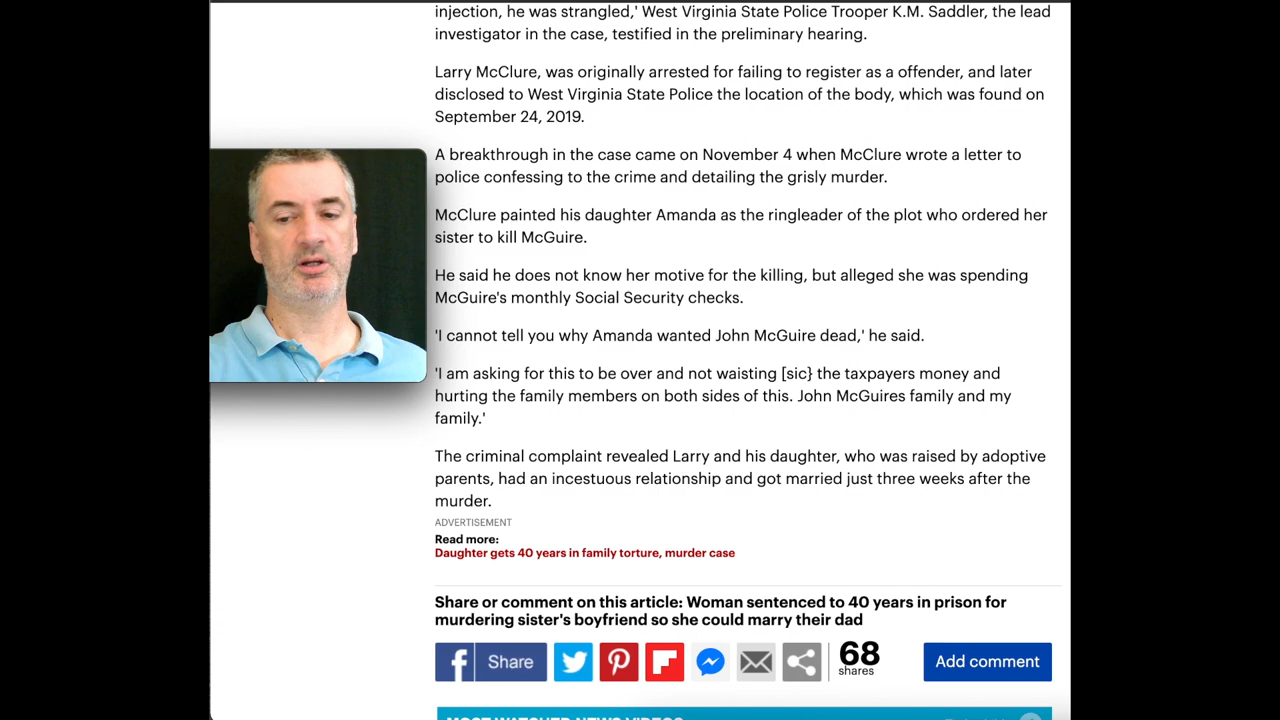 injection, he was strangled,' West Virginia State Police Trooper K.M. Saddler, the lead
investigator in the case, testified in the preliminary hearing.
Larry McClure, was originally arrested for failing to register as a offender, and later
disclosed to West Virginia State Police the location of the body, which was found on
September 24, 2019.
A breakthrough in the case came on November 4 when McClure wrote a letter to
police confessing to the crime and detailing the grisly murder.
McClure painted his daughter Amanda as the ringleader of the plot who ordered her
sister to kill McGuire.
He said he does not know her motive for the killing, but alleged she was spending
McGuire's monthly Social Security checks.
'I cannot tell you why Amanda wanted John McGuire dead,' he said.
'I am asking for this to be over and not waisting [sic} the taxpayers money and
hurting the family members on both sides of this. John McGuires family and my
family.'
The criminal complaint revealed Larry and his daughter, who was raised by adoptive
parents, had an incestuous relationship and got married just three weeks after the
murder.
ADVERTISEMENT
Read more:
Daughter gets 40 years in family torture, murder case
Share or comment on this article: Woman sentenced to 40 years in prison for
murdering sister's boyfriend so she could marry their dad
Share
68
shares
Add comment
MOST WATCHED NEWS VIDEOS